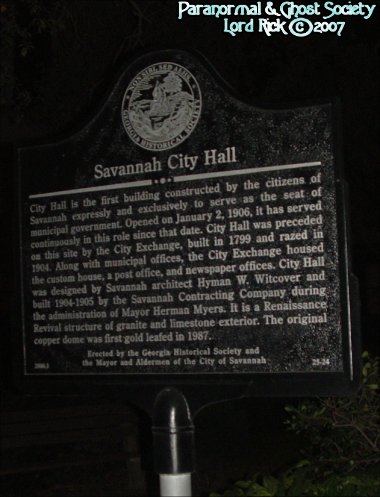 Paranormal & Ghost Society
Lord Rick ©2007
NON SIBI, SED ALIIS
GEORGIA HISTORICAL SOCIETY
Savannah City Hall
City Hall is the first building constructed by the citizens of
Savannah expressly and exclusively to serve as the seat of
municipal government. Opened on January 2, 1906, it has served
continuously in this role since that date. City Hall was preceded
on this site by the City Exchange, built in 1799 and razed in
1904. Along with municipal offices, the City Exchange housed
the custom house, a post office, and newspaper offices. City Hall
was designed by Savannah architect Hyman W. Witcover and
built 1904-1905 by the Savannah Contracting Company during
the administration of Mayor Herman Myers. It is a Renaissance
Revival structure of granite and limestone exterior. The original
copper dome was first gold leafed in 1987.
Erected by the Georgia Historical Society and
the Mayor and Aldermen of the City of Savannah
25-24